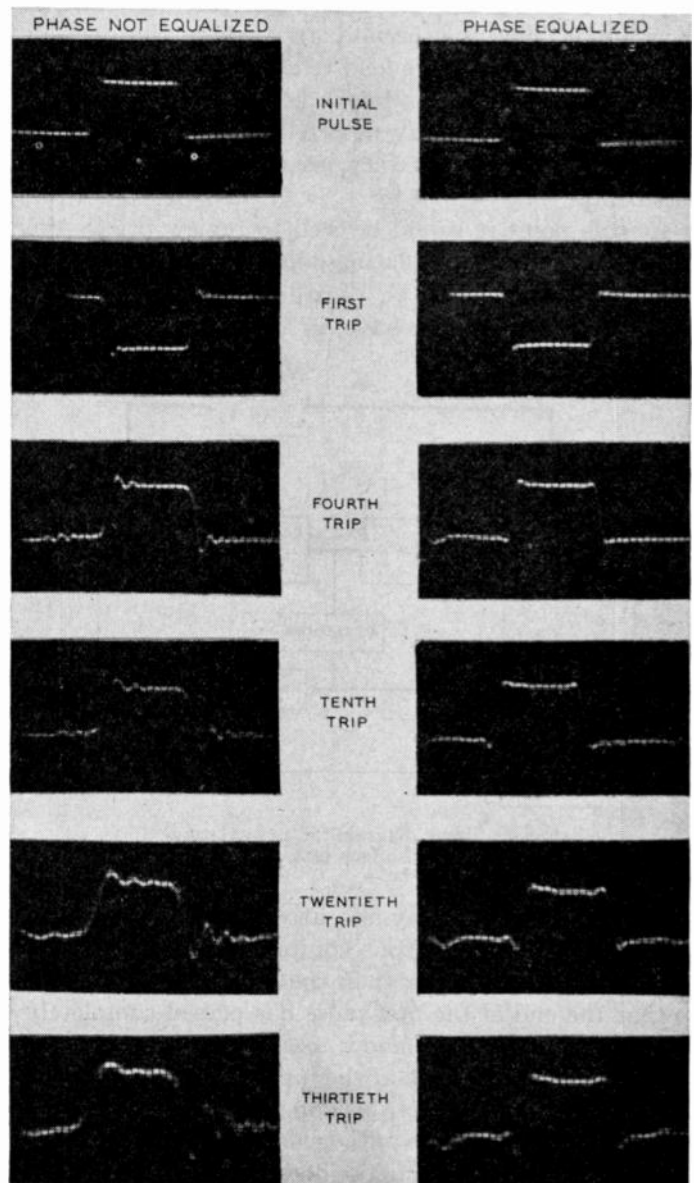 PHASE NOT EQUALIZED
PHASE EQUALIZED
INITIAL
PULSE
FIRST
TRIP
FOURTH
TRIP
TENTH
TRIP
TWENTIETH
TRIP
THIRTIETH
TRIP